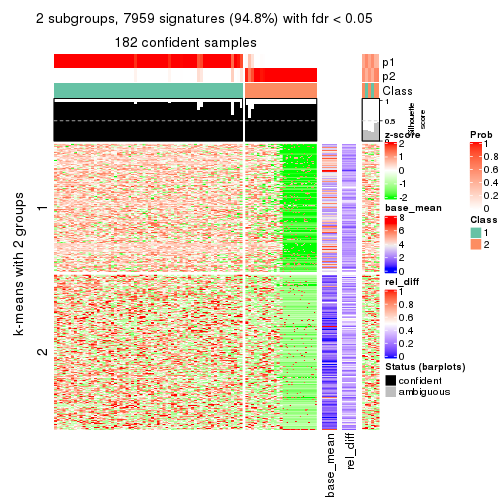 2 subgroups, 7959 signatures (94.8%) with fdr < 0.05
182 confident samples
p1
p2
Class
1
0.5
0
Silhouette
score
k-means with 2 groups
1
2
base_mean
rel_diff
z-score
2
1
0
-1
-2
base_mean
8
6
4
2
0
rel_diff
1
0.8
0.6
0.4
0.2
0
Status (barplots)
confident
ambiguous
Prob
1
0.8
0.6
0.4
0.2
0
Class
1
2